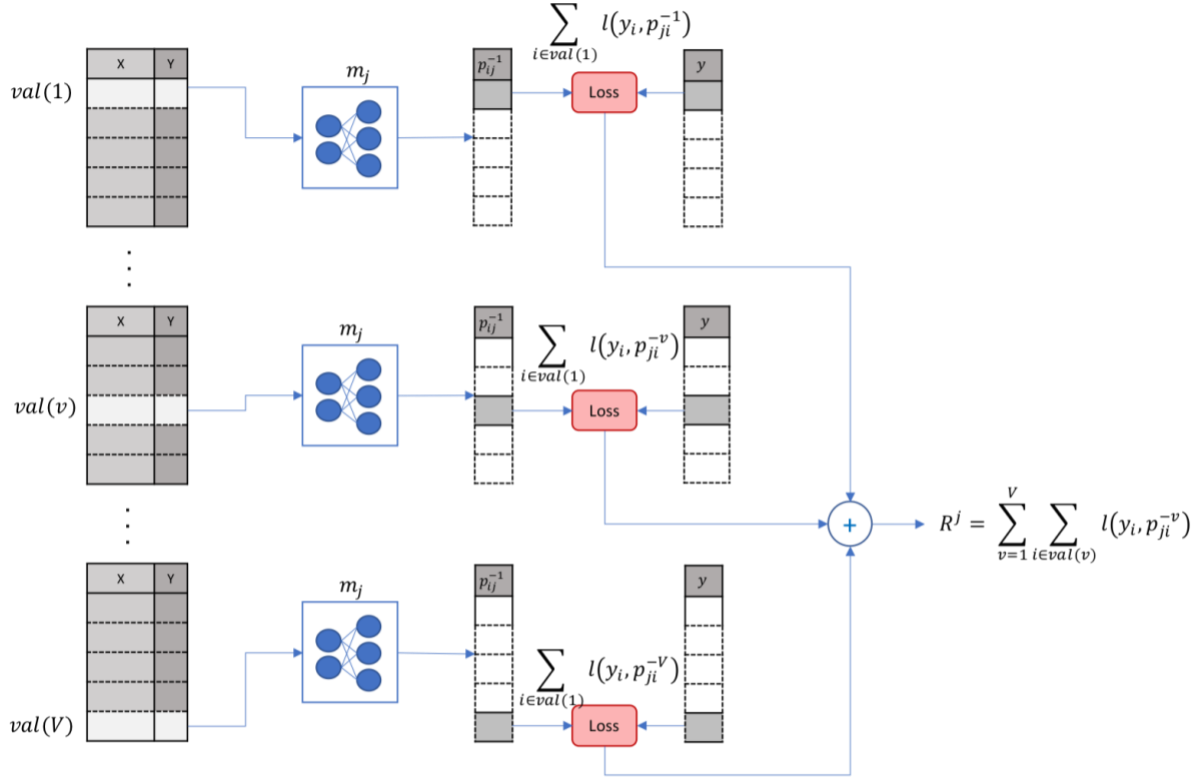 ∑ l(y_i, p_{ji}^{-1})
i∈val(1)
X Y
m_j
p_{ij}^{-1}
y
val(1)
Loss
⋮
X Y
m_j
p_{ij}^{-1}
∑ l(y_i, p_{ji}^{-v})
i∈val(1)
y
val(v)
Loss
⋮
+
R^j = ∑_{v=1}^{V} ∑_{i∈val(v)} l(y_i, p_{ji}^{-v})
X Y
m_j
p_{ij}^{-1}
y
∑ l(y_i, p_{ji}^{-V})
i∈val(1)
val(V)
Loss